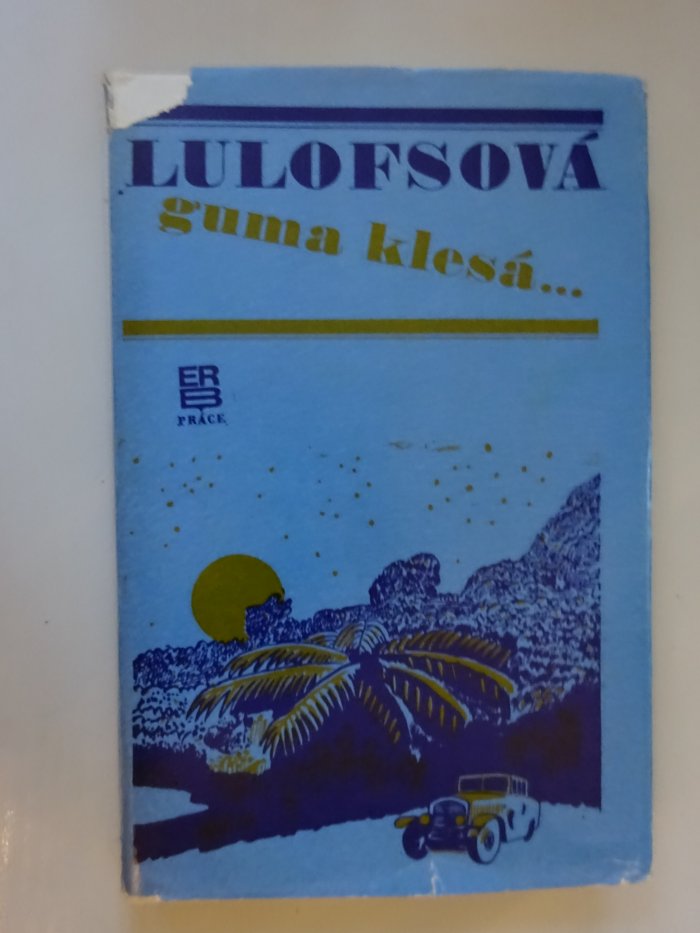 LULOFSOVÁ
guma klesá...
ERB
PRÁCE